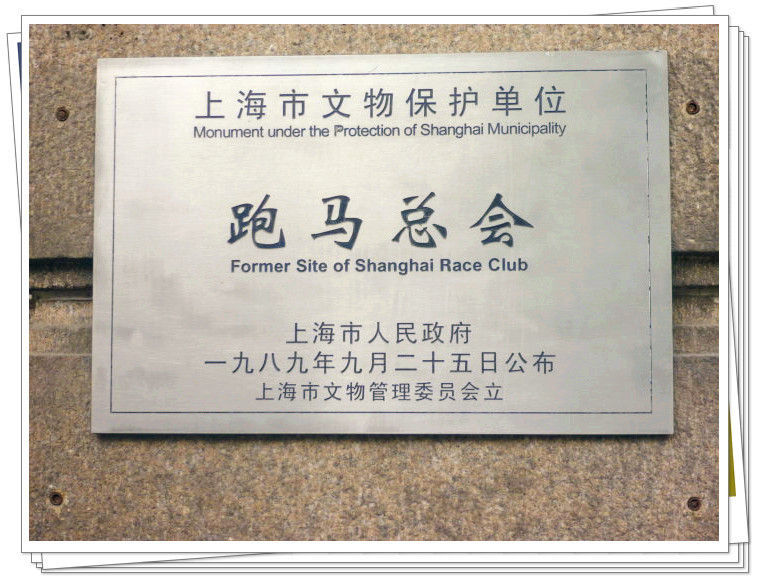 上海市文物保护单位
Monument under the Protection of Shanghai Municipality
跑马总会
Former Site of Shanghai Race Club
上海市人民政府
一九八九年九月二十五日公布
上海市文物管理委员会立